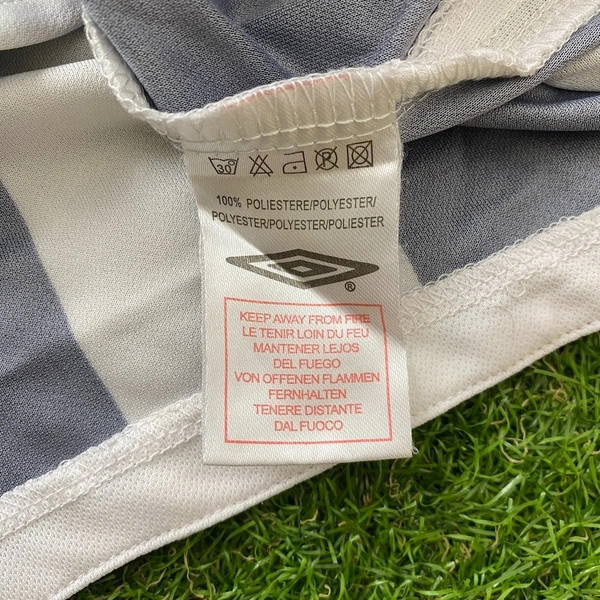 30°
P
100% POLIESTERE/POLYESTER/
POLYESTER/POLYESTER/POLIESTER
®
KEEP AWAY FROM FIRE
LE TENIR LOIN DU FEU
MANTENER LEJOS
DEL FUEGO
VON OFFENEN FLAMMEN
FERNHALTEN
TENERE DISTANTE
DAL FUOCO